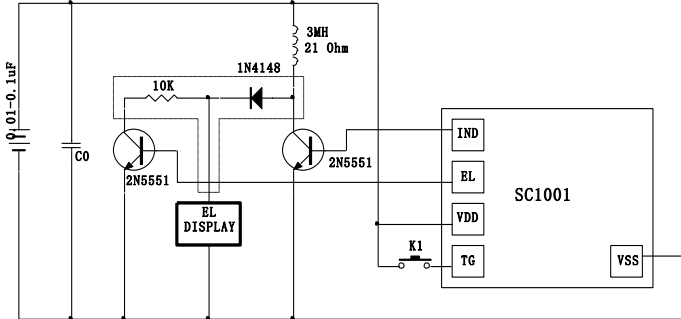 3MH
21 Ohm
1N4148
10K
0.01-0.1uF
C0
2N5551
2N5551
EL
DISPLAY
K1
IND
EL
VDD
TG
SC1001
VSS